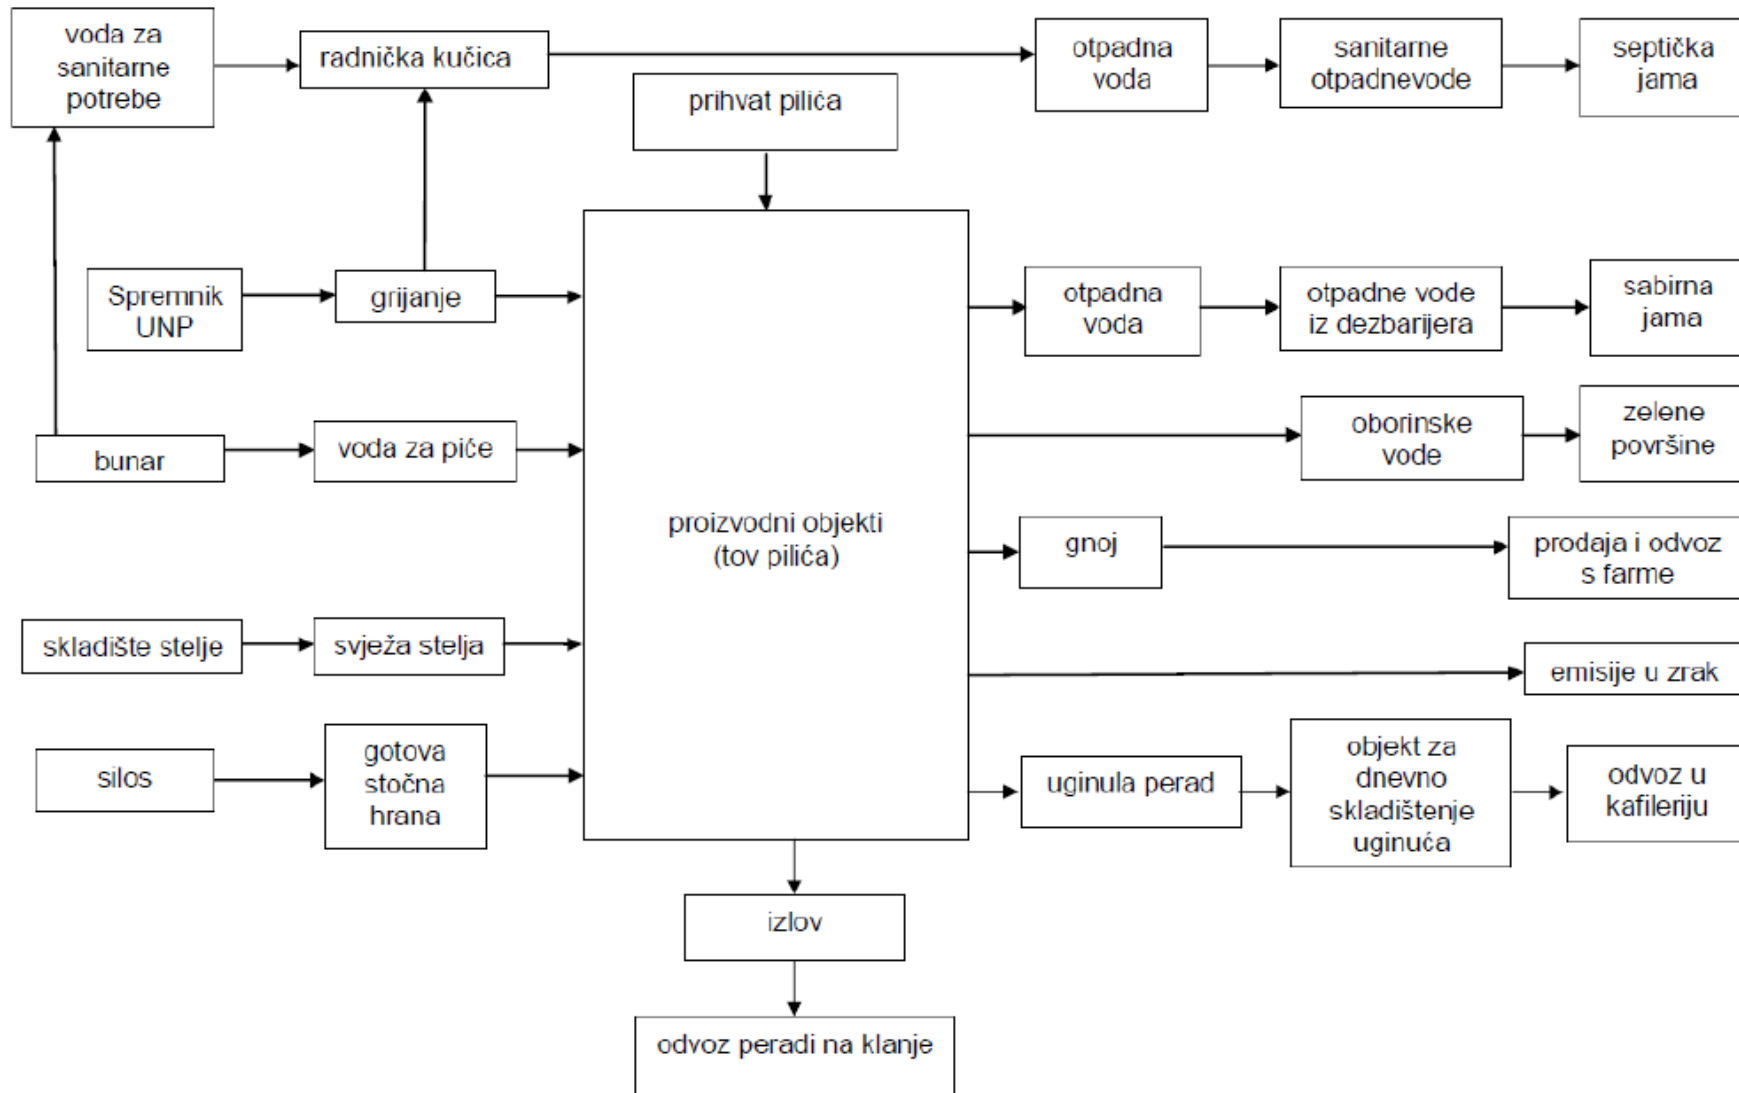 voda za
sanitarne
potrebe
radnička kučica
otpadna
voda
sanitarne
otpadnevode
septička
jama
prihvat pilića
Spremnik
UNP
grijanje
otpadna
voda
otpadne vode
iz dezbarijera
sabirna
jama
bunar
voda za piće
oborinske
vode
zelene
površine
proizvodni objekti
(tov pilića)
gnoj
prodaja i odvoz
s farme
skladište stelje
svježa stelja
emisije u zrak
silos
gotova
stočna
hrana
uginula perad
objekt za
dnevno
skladištenje
uginuća
odvoz u
kafileriju
izlov
odvoz peradi na klanje